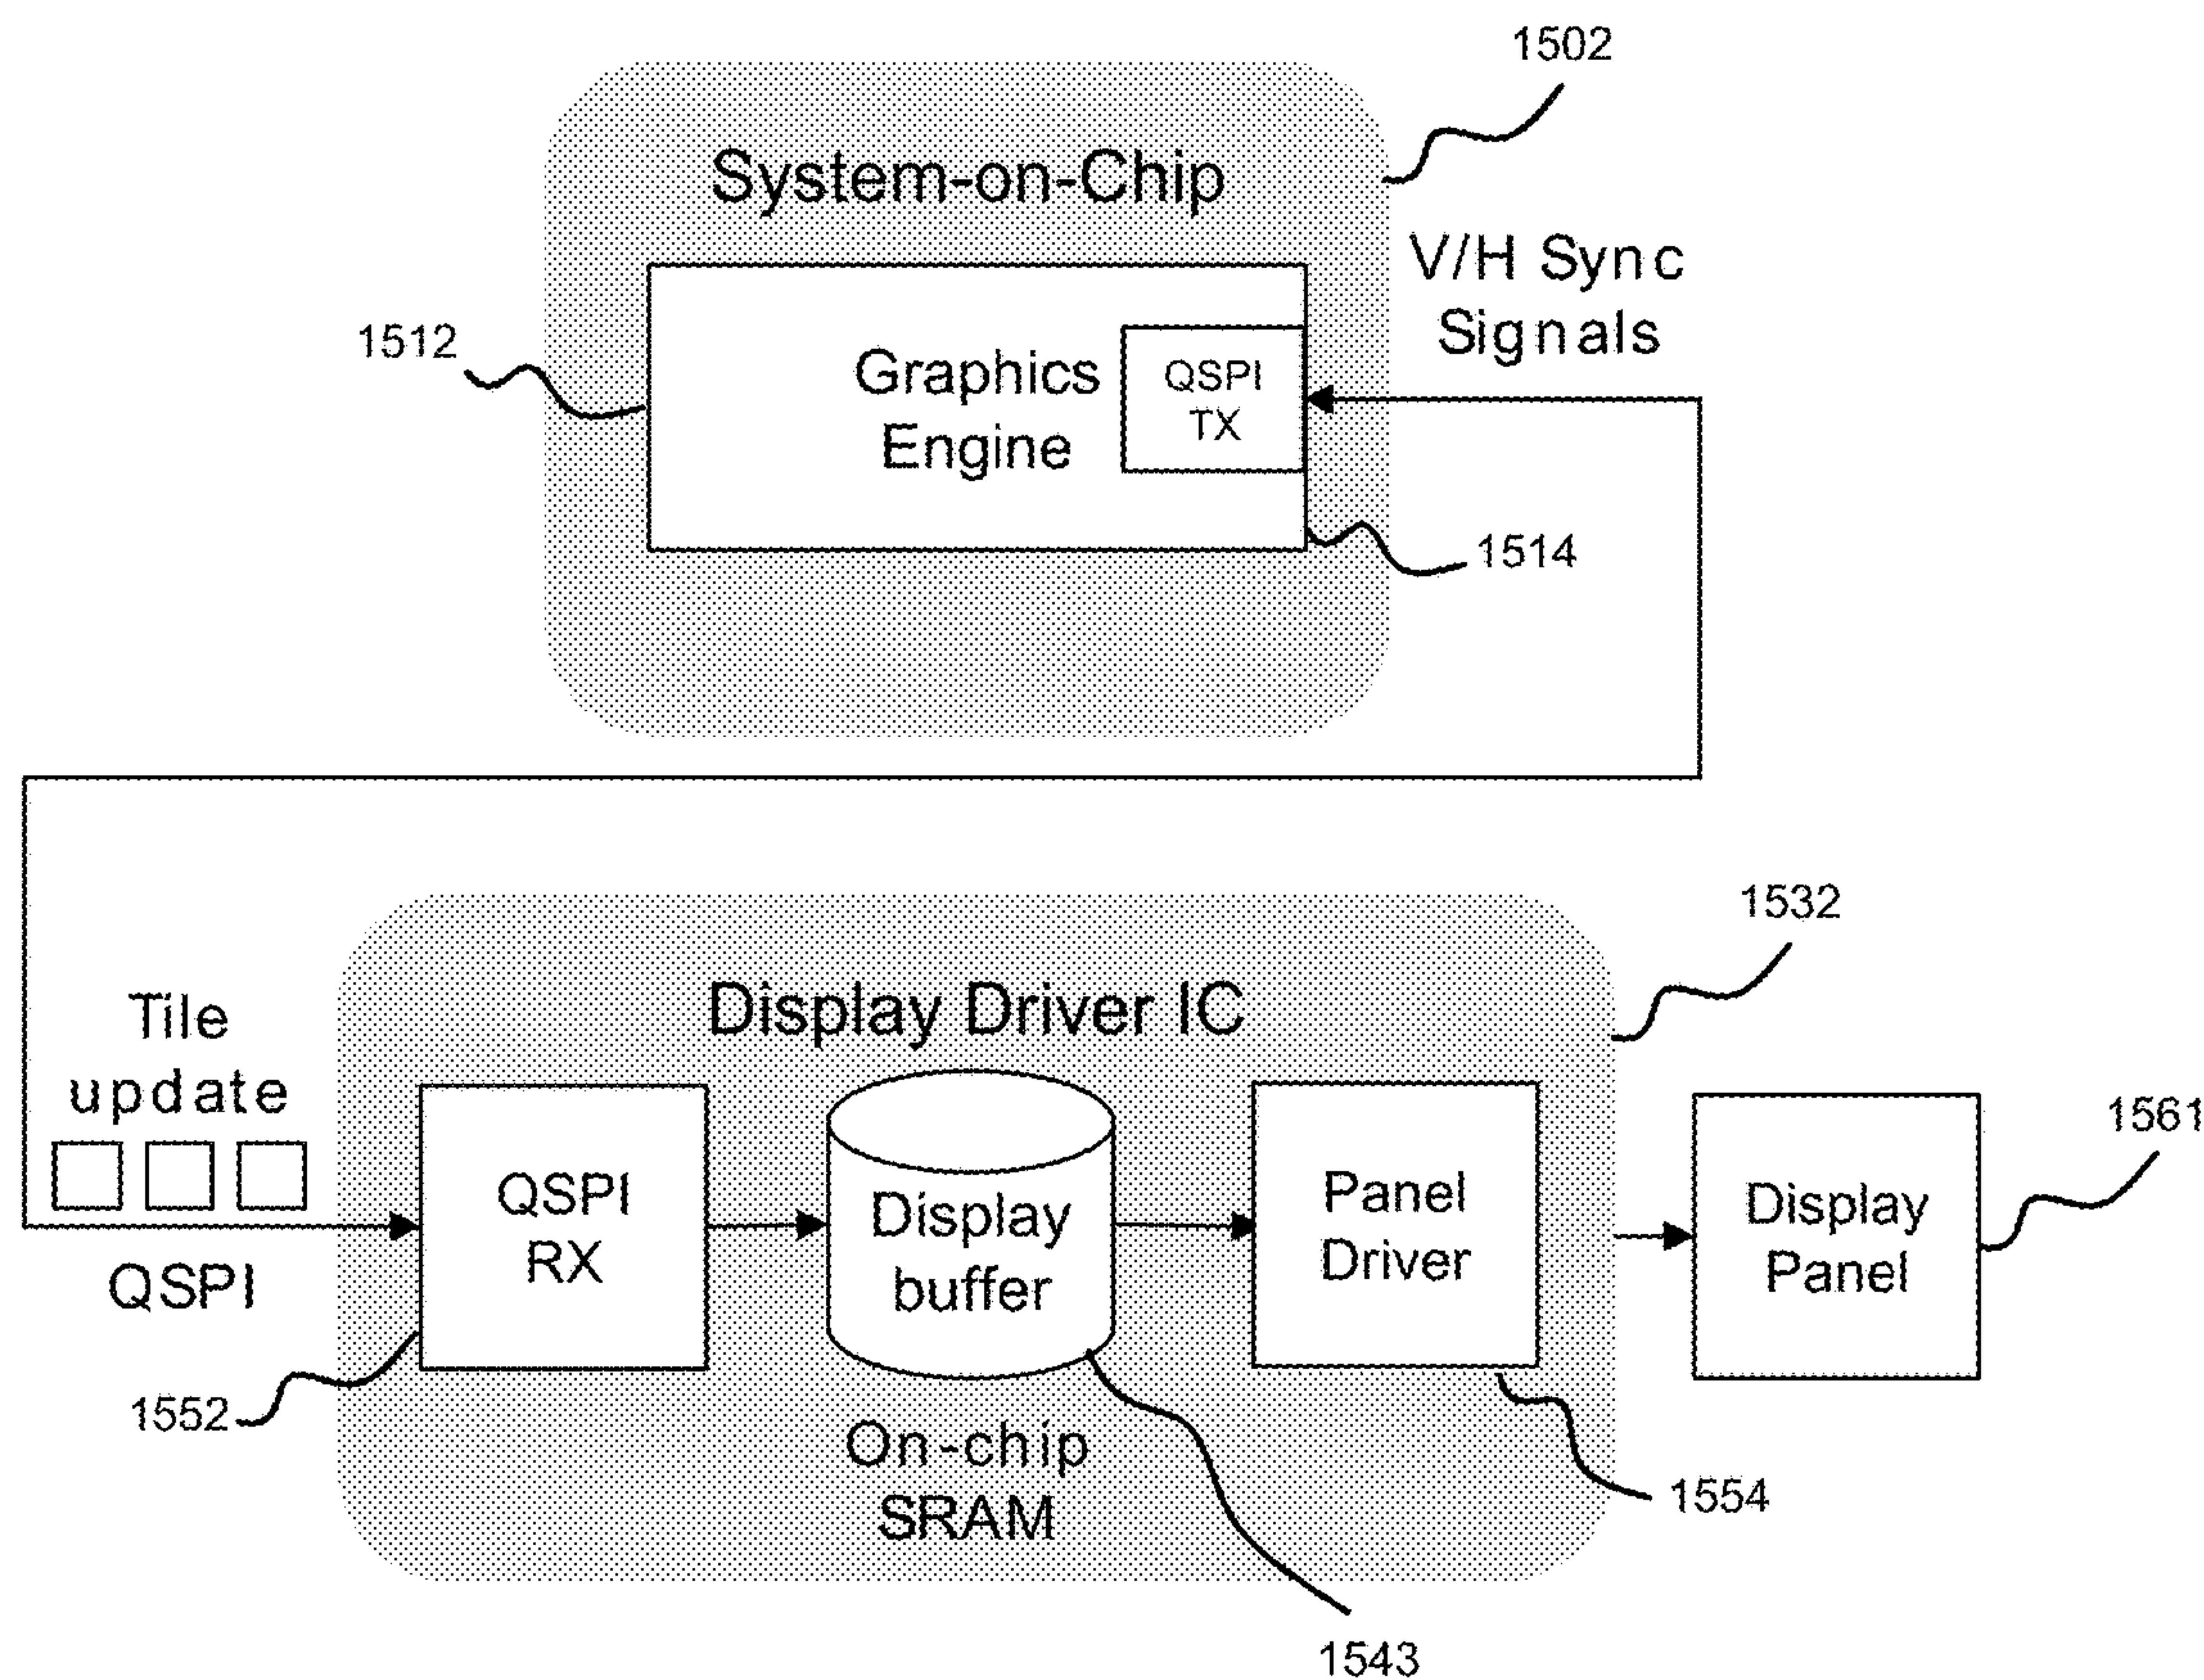 1502
System-on-Chip
V/H Sync
Signals
1512
Graphics
Engine
QSPI
TX
1514
1532
Display Driver IC
Tile
update
QSPI
QSPI
RX
Display
buffer
On-chip
SRAM
Panel
Driver
Display
Panel
1561
1552
1554
1543